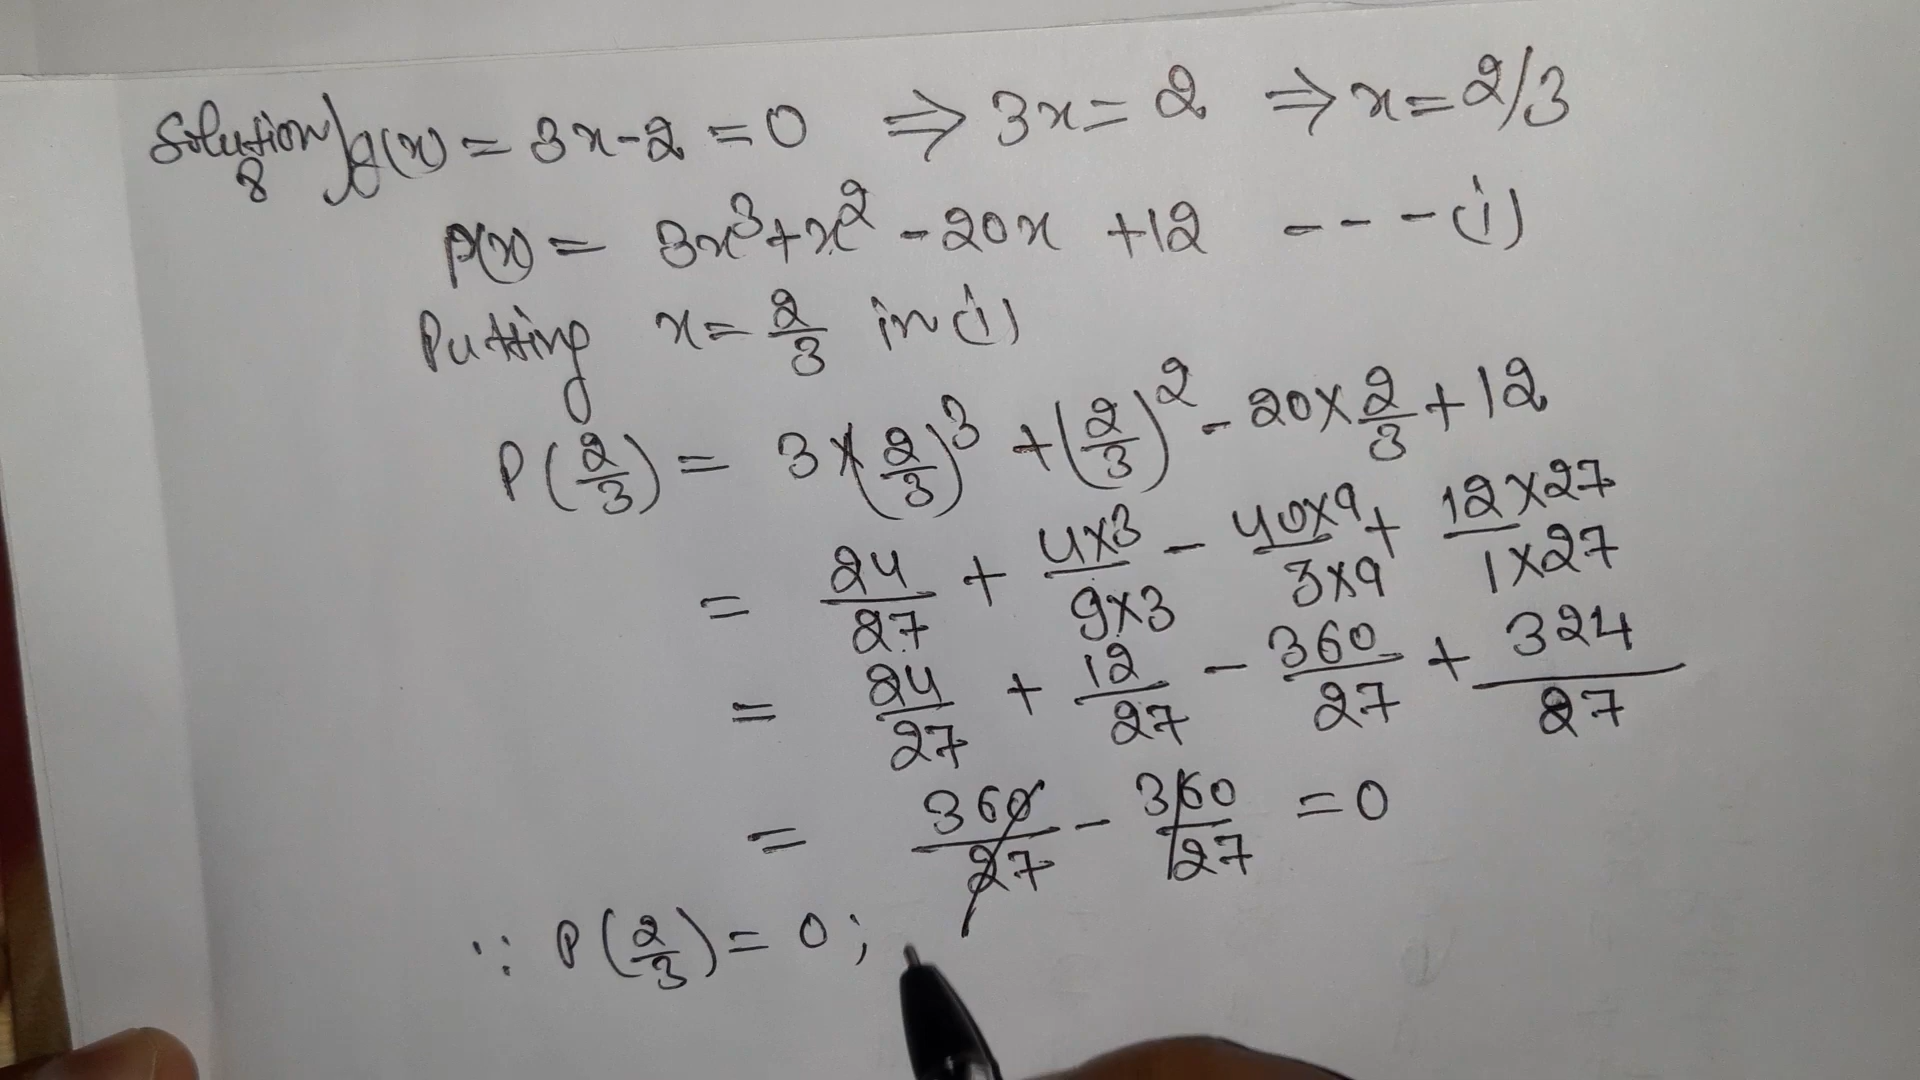 Solution g(x) = 3x-2 = 0 ⇒ 3x = 2 ⇒ x = 2/3
8
P(x) = 3x³+x² - 20x +12 - - - (i)
Putting x = 2/3 in (i)
P(2/3) = 3×(2/3)³ + (2/3)² - 20×2/3 + 12
= 24/27 + 4×3/9×3 - 40×9/3×9 + 12×27/1×27
= 24/27 + 12/27 - 360/27 + 324/27
= 360/27 - 360/27 = 0
∵ P(2/3) = 0;